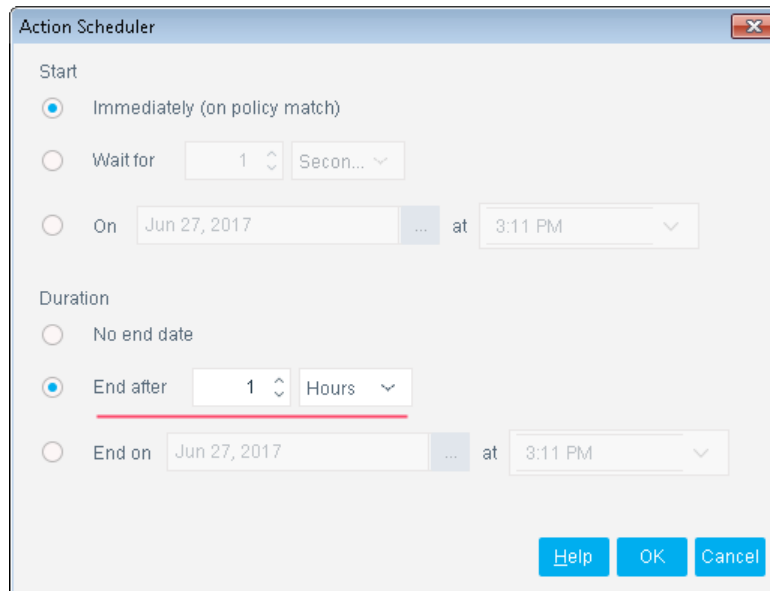 Action Scheduler
Start
Immediately (on policy match)
Wait for 1 Secon...
On Jun 27, 2017 ... at 3:11 PM
Duration
No end date
End after 1 Hours
End on Jun 27, 2017 ... at 3:11 PM
Help OK Cancel